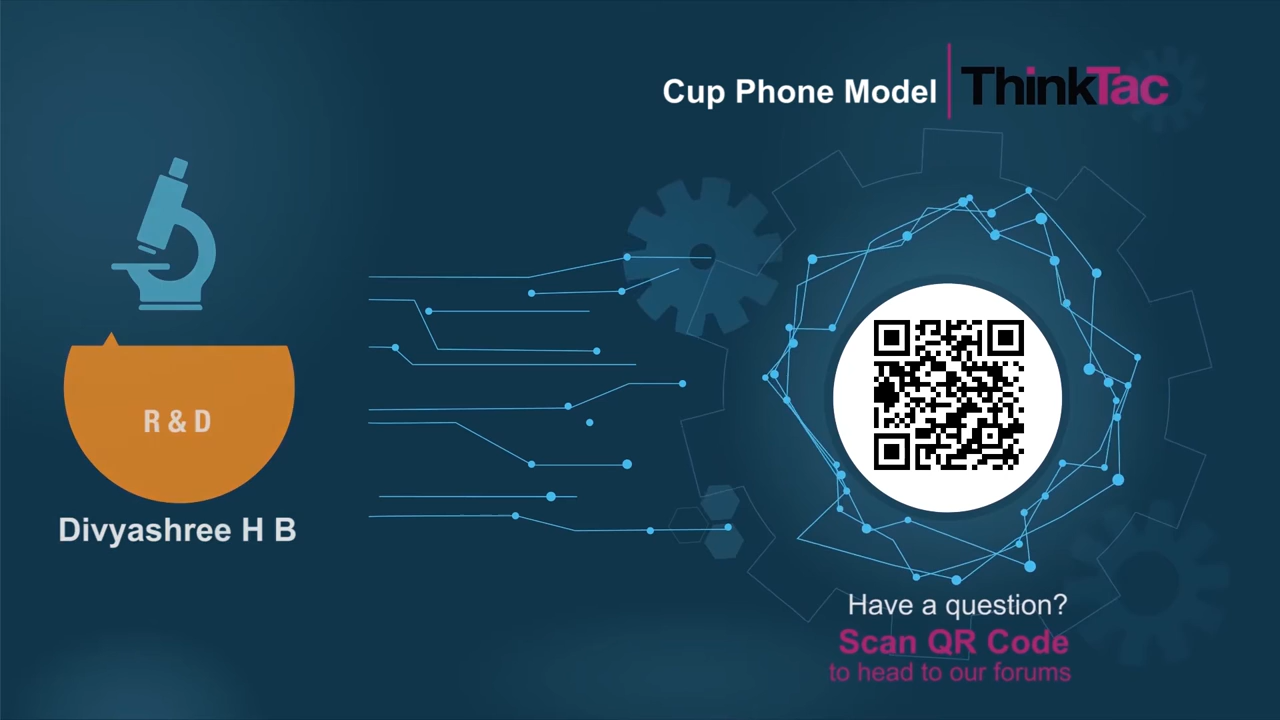 Cup Phone Model
ThinkTac
R & D
Divyashree H B
Have a question?
Scan QR Code
to head to our forums